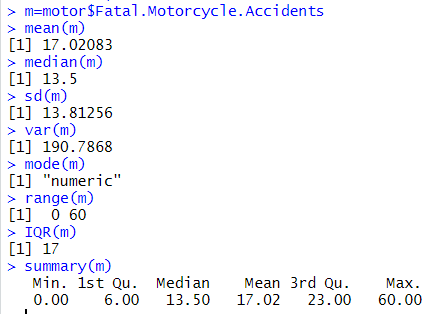 > m=motor$Fatal.Motorcycle.Accidents
> mean(m)
[1] 17.02083
> median(m)
[1] 13.5
> sd(m)
[1] 13.81256
> var(m)
[1] 190.7868
> mode(m)
[1] "numeric"
> range(m)
[1]  0 60
> IQR(m)
[1] 17
> summary(m)
   Min. 1st Qu.  Median    Mean 3rd Qu.    Max.
   0.00    6.00   13.50   17.02   23.00   60.00